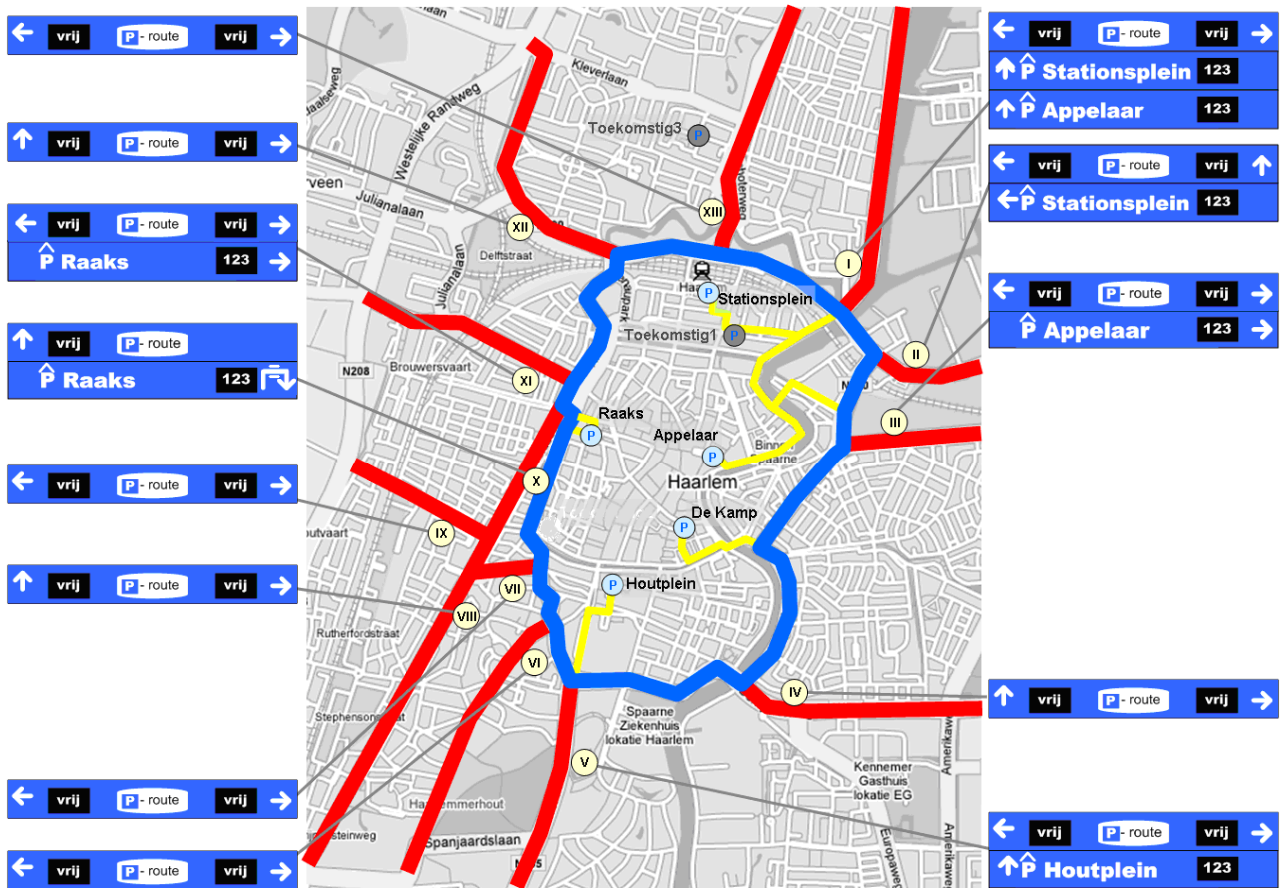 vrij P - route vrij
vrij P - route vrij
vrij P - route vrij
P Raaks 123
vrij P - route
P Raaks 123
vrij P - route vrij
vrij P - route vrij
vrij P - route vrij
vrij P - route vrij
vrij P - route vrij
P Stationsplein 123
P Appelaar 123
vrij P - route vrij
P Stationsplein 123
vrij P - route vrij
P Appelaar 123
vrij P - route vrij
vrij P - route vrij
P Houtplein 123
Kleverlaan
Westelijke Randweg
Toekomstig3
P
XIII
XII
Julianalaan
Delftstraat
Julianalaan
I
P
Stationsplein
Toekomstig1
P
II
N208
Brouwersvaart
XI
III
Raaks
P
Appelaar
P
Haarlem
X
De Kamp
P
IX
VII
P
Houtplein
VIII
Rutherfordstraat
VI
IV
Spaarne
Ziekenhuis
lokatie Haarlem
V
Kennemer
Gasthuis
lokatie EG
Spanjaardslaan